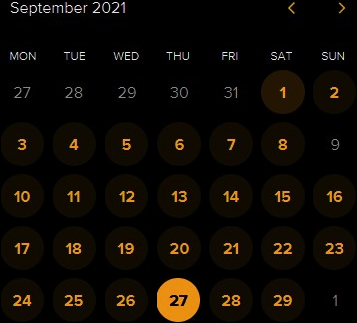 September 2021 < >
MON TUE WED THU FRI SAT SUN
27 28 29 30 31 1 2
3 4 5 6 7 8 9
10 11 12 13 14 15 16
17 18 19 20 21 22 23
24 25 26 27 28 29 1